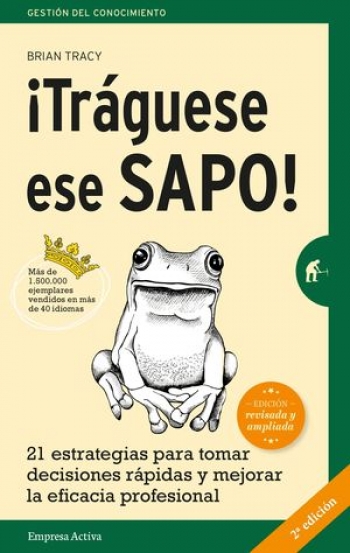 GESTIÓN DEL CONOCIMIENTO
BRIAN TRACY
¡Tráguese
ese SAPO!
Más de
1.500.000
ejemplares
vendidos en más
de 40 idiomas
EDICIÓN
revisada y
ampliada
21 estrategias para tomar
decisiones rápidas y mejorar
la eficacia profesional
Empresa Activa
2ª edición